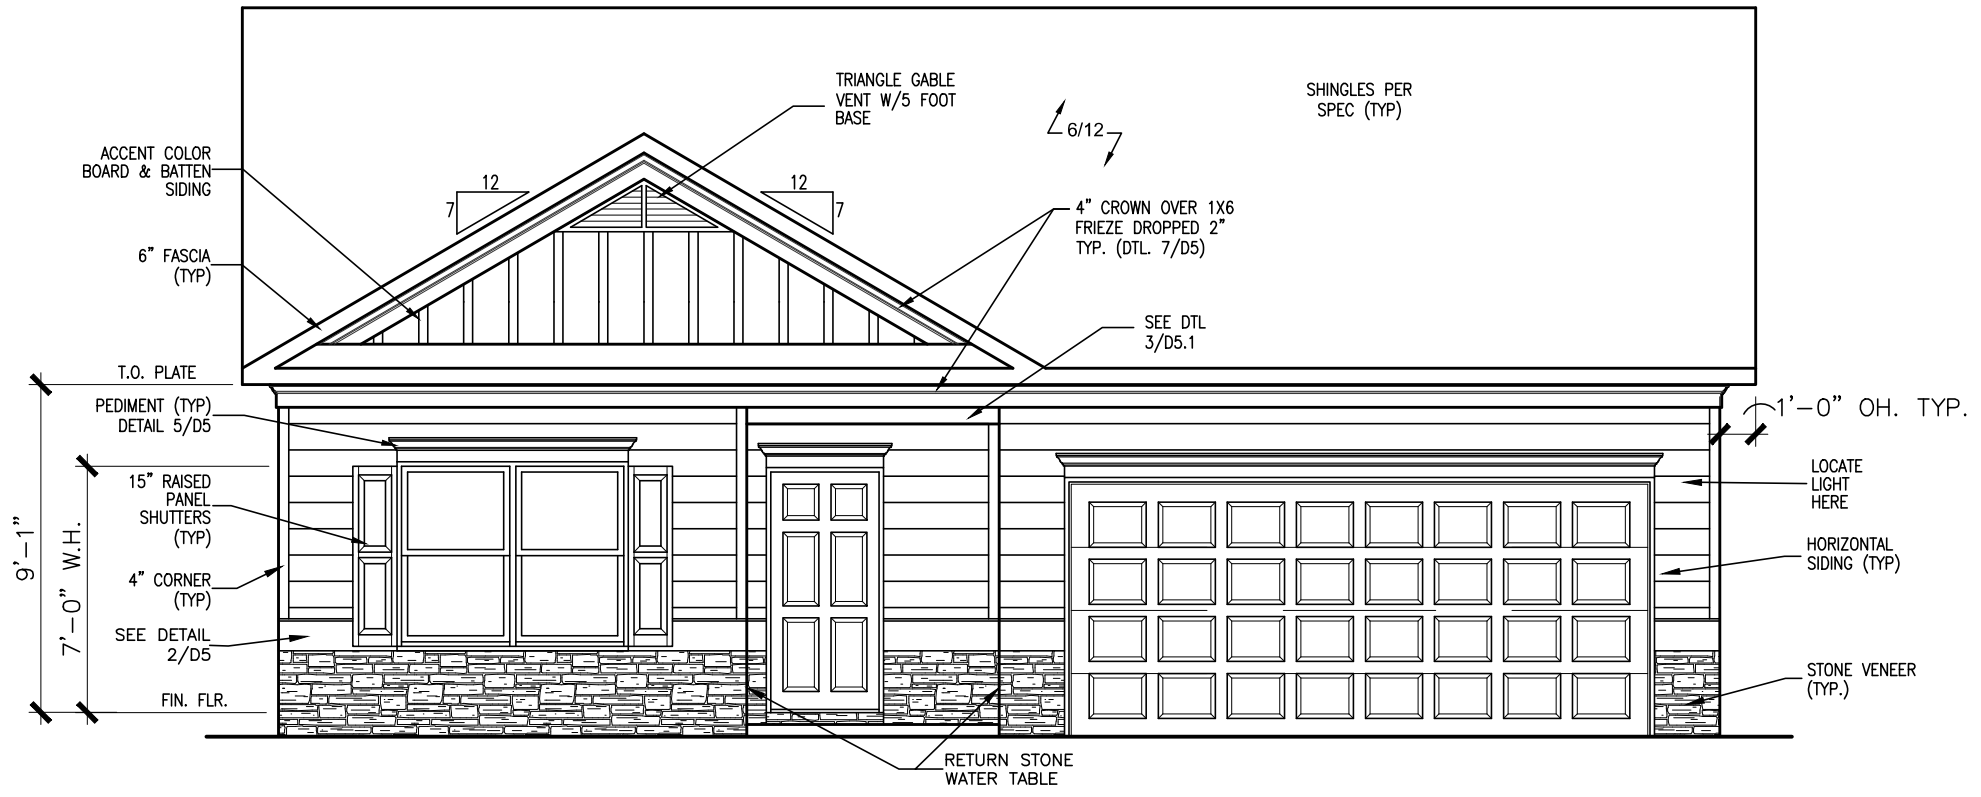 TRIANGLE GABLE
VENT W/5 FOOT
BASE
SHINGLES PER
SPEC (TYP)
6/12
ACCENT COLOR
BOARD & BATTEN
SIDING
12
7
12
7
4" CROWN OVER 1X6
FRIEZE DROPPED 2"
TYP. (DTL. 7/D5)
6" FASCIA
(TYP)
SEE DTL
3/D5.1
T.O. PLATE
PEDIMENT (TYP)
DETAIL 5/D5
1'-0" OH. TYP.
15" RAISED
PANEL
SHUTTERS
(TYP)
LOCATE
LIGHT
HERE
9'-1"
7'-0" W.H.
HORIZONTAL
SIDING (TYP)
4" CORNER
(TYP)
SEE DETAIL
2/D5
STONE VENEER
(TYP.)
FIN. FLR.
RETURN STONE
WATER TABLE